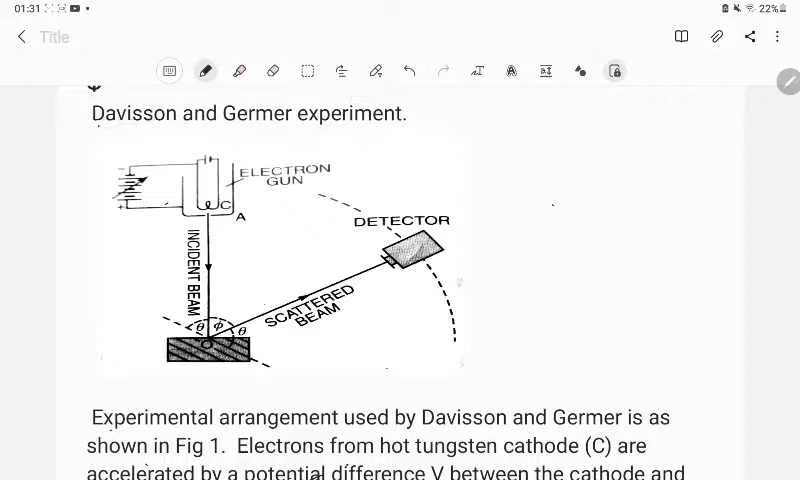 01:31
22%
Title
Davisson and Germer experiment.
ELECTRON
GUN
C
A
DETECTOR
INCIDENT BEAM
SCATTERED
BEAM
θ ϕ θ
Experimental arrangement used by Davisson and Germer is as
shown in Fig 1. Electrons from hot tungsten cathode (C) are
accelerated by a potential difference V between the cathode and